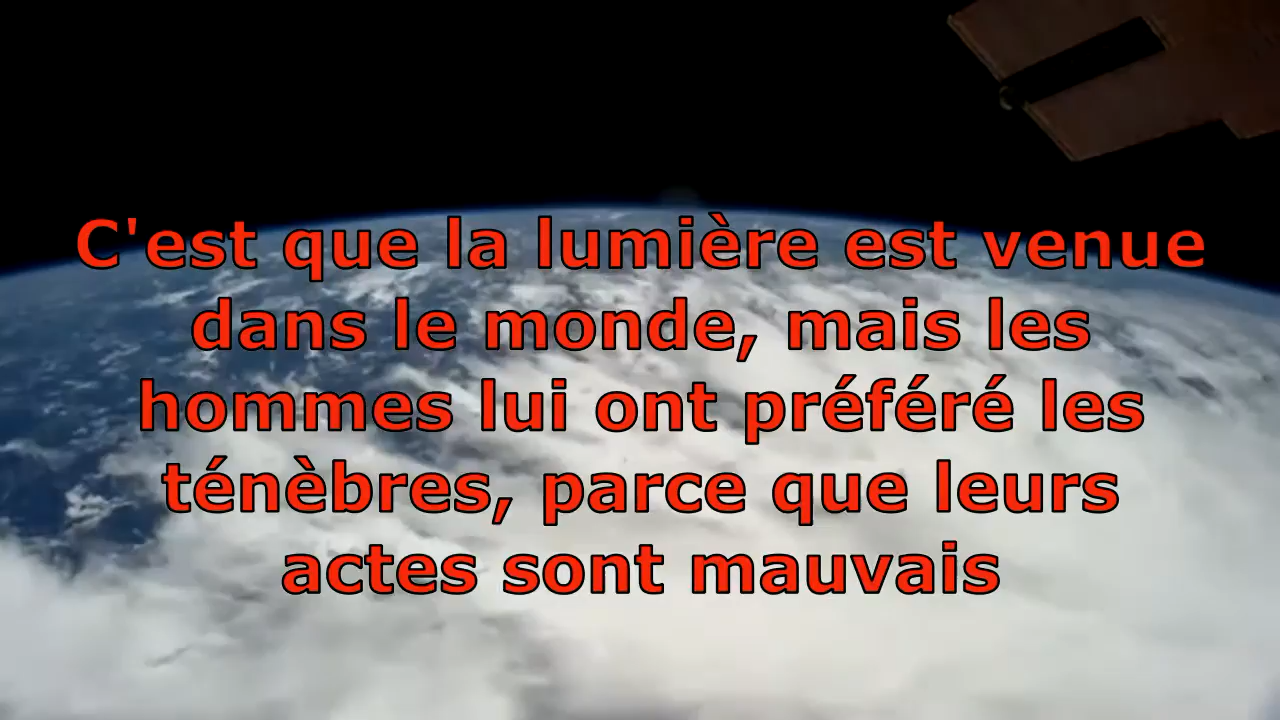 C'est que la lumière est venue
dans le monde, mais les
hommes lui ont préféré les
ténèbres, parce que leurs
actes sont mauvais